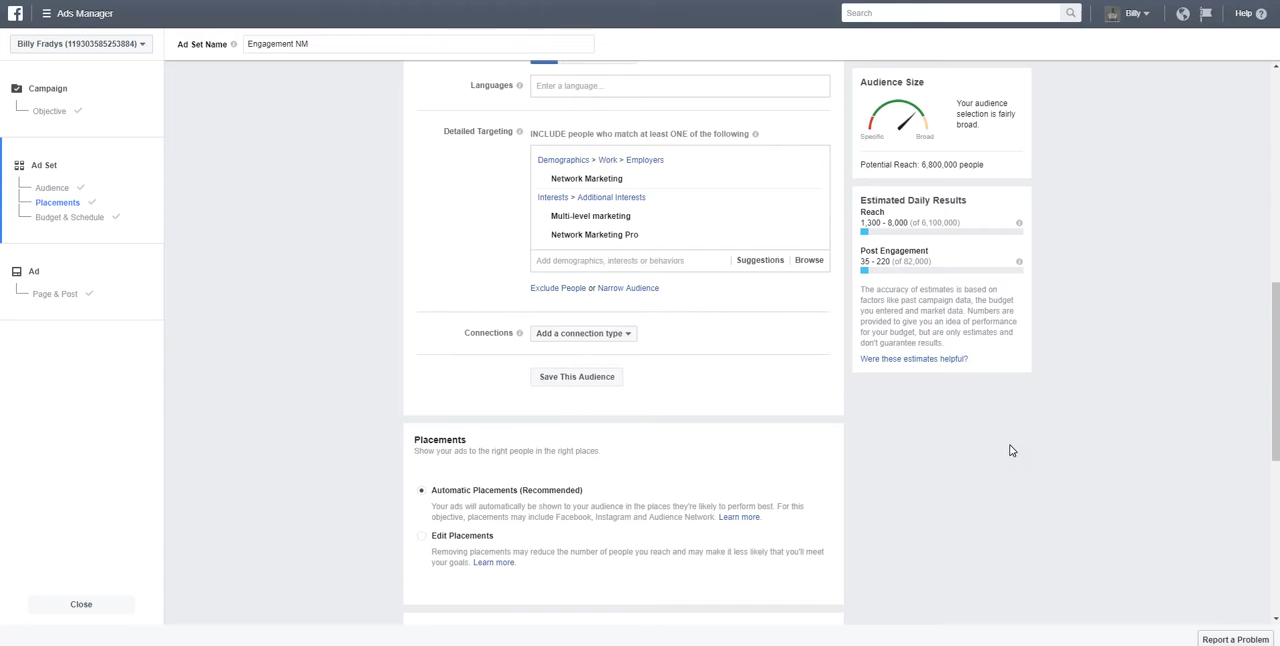 Ads Manager
Search
Billy
Help
Billy Fradys (119303585253884)
Ad Set Name
Engagement NM
Campaign
Objective
Ad Set
Audience
Placements
Budget & Schedule
Ad
Page & Post
Close
Languages
Enter a language...
Detailed Targeting
INCLUDE people who match at least ONE of the following
Demographics > Work > Employers
Network Marketing
Interests > Additional Interests
Multi-level marketing
Network Marketing Pro
Add demographics, interests or behaviors
Suggestions
Browse
Exclude People or Narrow Audience
Connections
Add a connection type
Save This Audience
Placements
Show your ads to the right people in the right places.
Automatic Placements (Recommended)
Your ads will automatically be shown to your audience in the places they're likely to perform best. For this
objective, placements may include Facebook, Instagram and Audience Network. Learn more.
Edit Placements
Removing placements may reduce the number of people you reach and may make it less likely that you'll meet
your goals. Learn more.
Audience Size
Specific
Broad
Your audience
selection is fairly
broad.
Potential Reach: 6,800,000 people
Estimated Daily Results
Reach
1,300 - 8,000 (of 6,100,000)
Post Engagement
35 - 220 (of 82,000)
The accuracy of estimates is based on
factors like past campaign data, the budget
you entered and market data. Numbers are
provided to give you an idea of performance
for your budget, but are only estimates and
don't guarantee results.
Were these estimates helpful?
Report a Problem